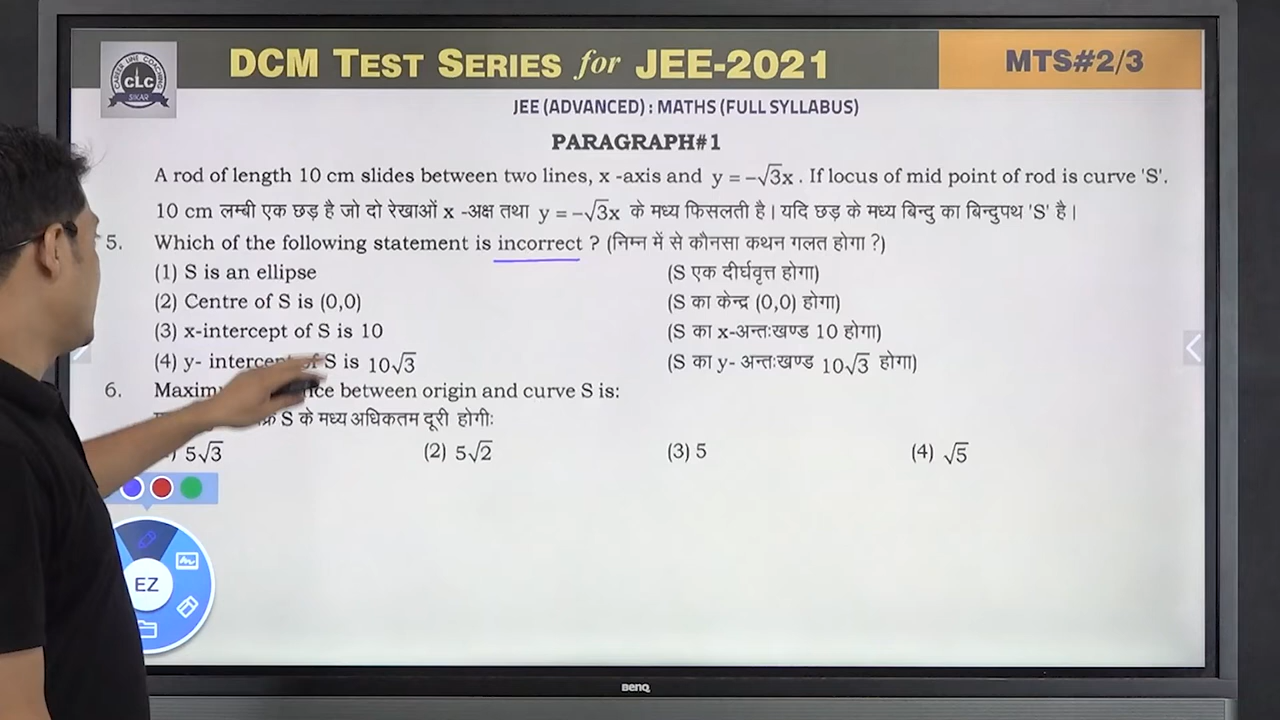 DCM TEST SERIES for JEE-2021
MTS#2/3
CAREER LINE COACHING
CLC
SIKAR
JEE (ADVANCED) : MATHS (FULL SYLLABUS)
PARAGRAPH#1
A rod of length 10 cm slides between two lines, x -axis and y = −√3x . If locus of mid point of rod is curve 'S'.
10 cm लम्बी एक छड़ है जो दो रेखाओं x -अक्ष तथा y = −√3x के मध्य फिसलती है। यदि छड़ के मध्य बिन्दु का बिन्दुपथ 'S' है।
5. Which of the following statement is incorrect ? (निम्न में से कौनसा कथन गलत होगा ?)
(1) S is an ellipse (S एक दीर्घवृत्त होगा)
(2) Centre of S is (0,0) (S का केन्द्र (0,0) होगा)
(3) x-intercept of S is 10 (S का x-अन्तःखण्ड 10 होगा)
(4) y- intercept of S is 10√3 (S का y- अन्तःखण्ड 10√3 होगा)
6. between origin and curve S is:
S के मध्य अधिकतम दूरी होगीः
5√3 (2) 5√2 (3) 5 (4) √5
EZ
BenQ